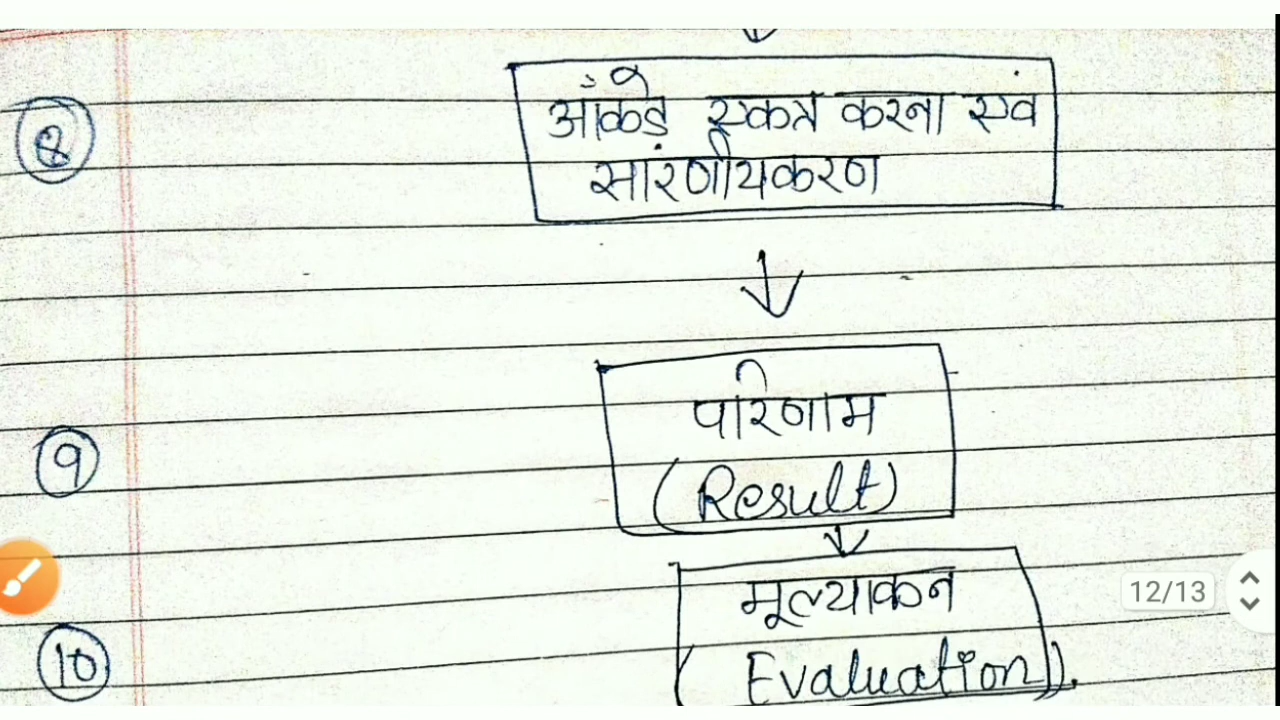 8
आँकड़े एकत्र करना एवं
सांरणीयकरण
9
परिणाम
(Result)
मूल्याकन
12/13
10
(Evaluation)).